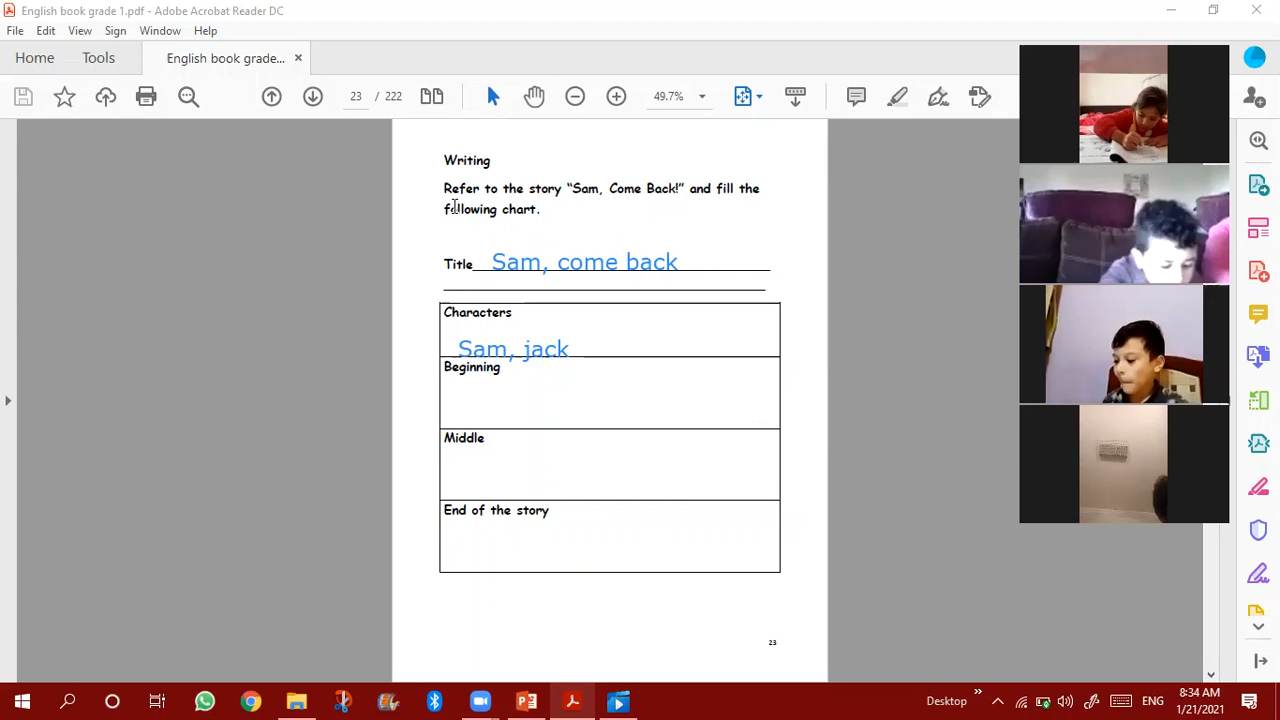 English book grade 1.pdf - Adobe Acrobat Reader DC
File Edit View Sign Window Help
Home Tools English book grade... ×
23 / 222 49.7%
Writing
Refer to the story “Sam, Come Back!” and fill the
following chart.
Title Sam, come back
Characters
Sam, jack
Beginning
Middle
End of the story
23
Desktop » ENG 8:34 AM
1/21/2021